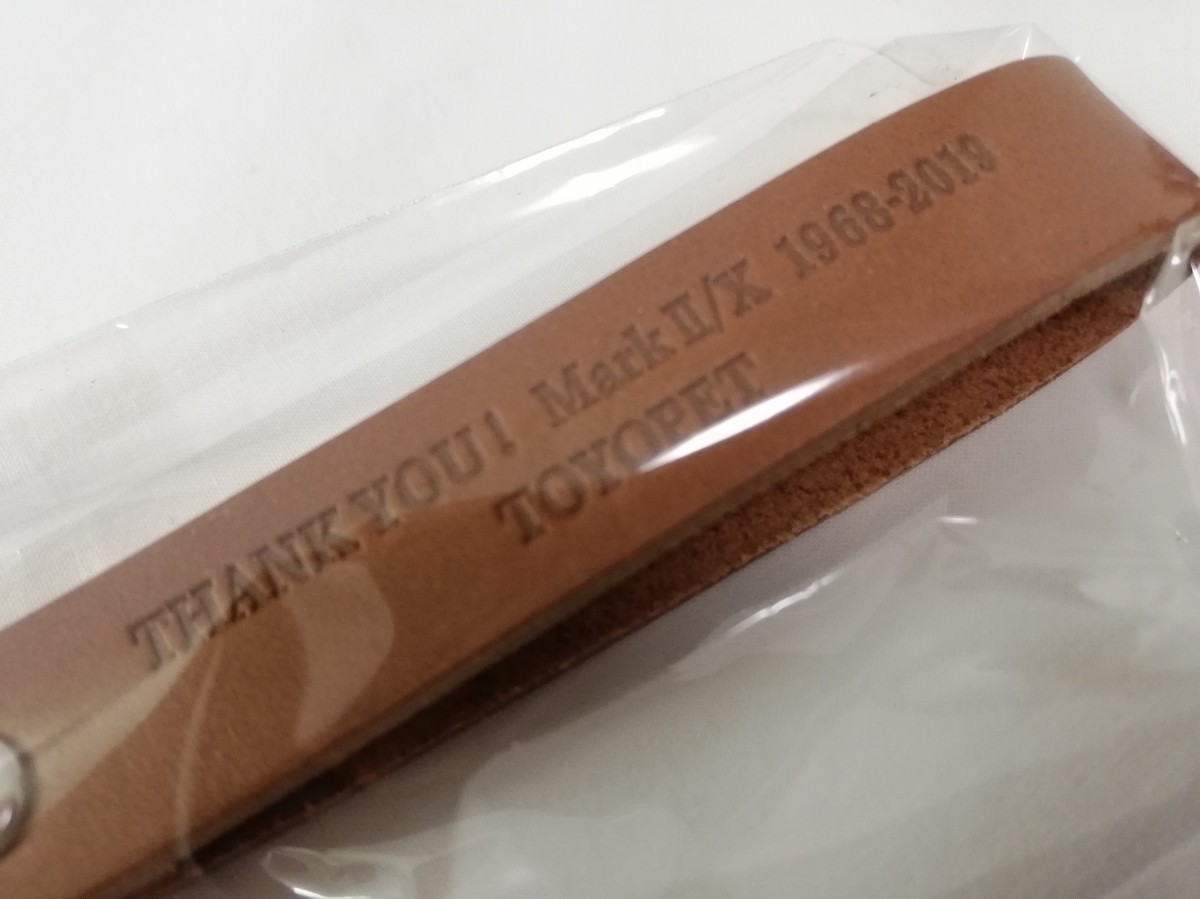 THANK YOU! Mark II/X 1968-2019
TOYOPET